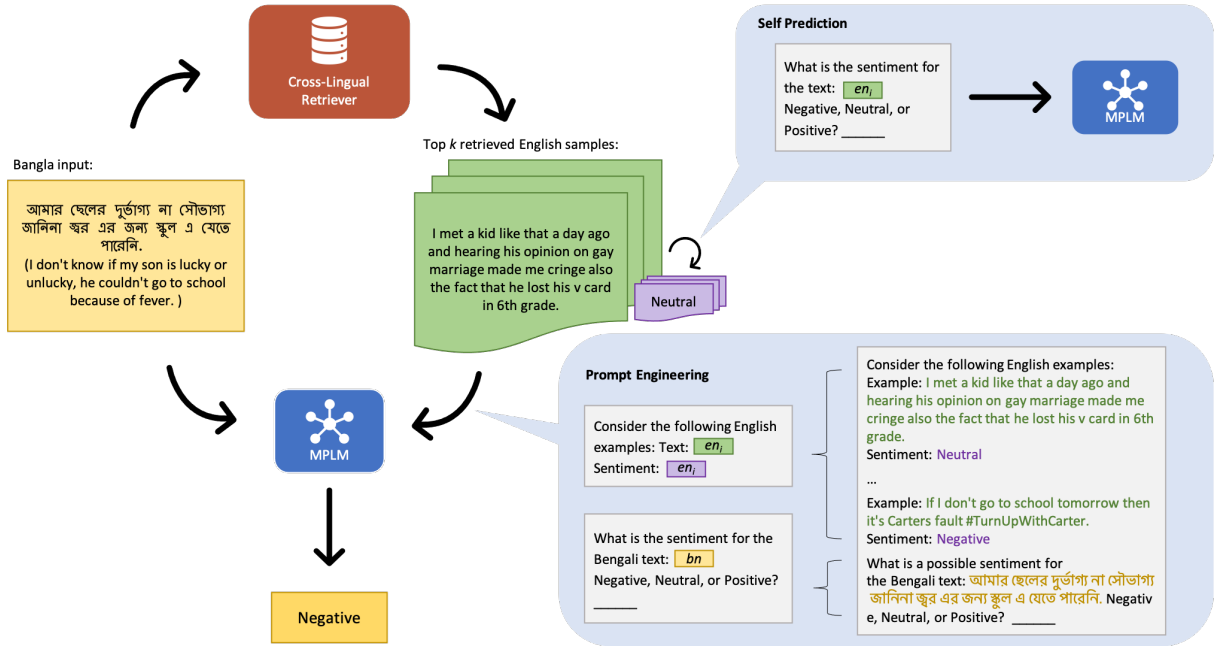 Cross-Lingual
Retriever
Bangla input:
আমার ছেলের দুর্ভাগ্য না সৌভাগ্য
জানিনা জ্বর এর জন্য স্কুল এ যেতে
পারেনি.
(I don't know if my son is lucky or
unlucky, he couldn't go to school
because of fever. )
Top k retrieved English samples:
I met a kid like that a day ago
and hearing his opinion on gay
marriage made me cringe also
the fact that he lost his v card
in 6th grade.
Neutral
Self Prediction
What is the sentiment for
the text: en_i
Negative, Neutral, or
Positive? ______
MPLM
MPLM
Negative
Prompt Engineering
Consider the following English
examples: Text: en_i
Sentiment: en_i
What is the sentiment for the
Bengali text: bn
Negative, Neutral, or Positive?
______
Consider the following English examples:
Example: I met a kid like that a day ago and
hearing his opinion on gay marriage made me
cringe also the fact that he lost his v card in 6th
grade.
Sentiment: Neutral
...
Example: If I don't go to school tomorrow then
it's Carters fault #TurnUpWithCarter.
Sentiment: Negative
What is a possible sentiment for
the Bengali text: আমার ছেলের দুর্ভাগ্য না সৌভাগ্য
জানিনা জ্বর এর জন্য স্কুল এ যেতে পারেনি. Negativ
e, Neutral, or Positive? ______